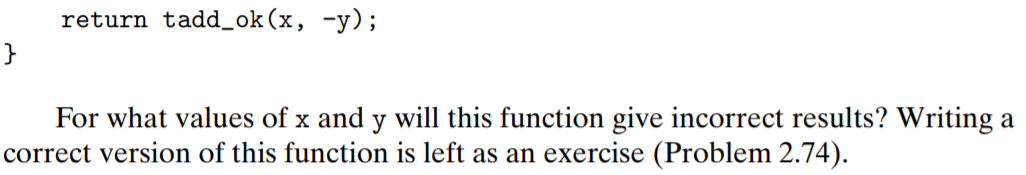 return tadd_ok(x, -y);
}
For what values of x and y will this function give incorrect results? Writing a
correct version of this function is left as an exercise (Problem 2.74).